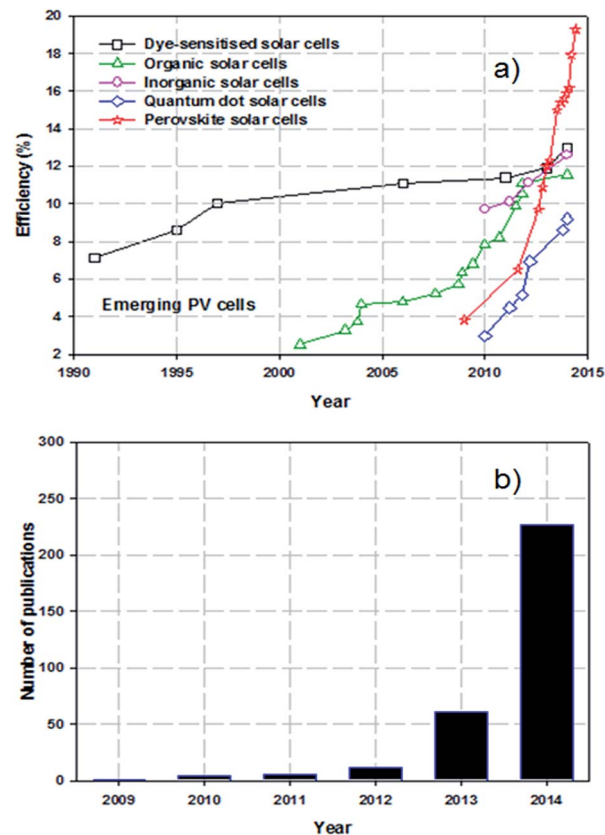 20
18
16
14
12
10
8
6
4
2
Efficiency (%)
Dye-sensitised solar cells
Organic solar cells
Inorganic solar cells
Quantum dot solar cells
Perovskite solar cells
a)
Emerging PV cells
1990 1995 2000 2005 2010 2015
Year
300
250
200
150
100
50
0
Number of publications
b)
2009 2010 2011 2012 2013 2014
Year